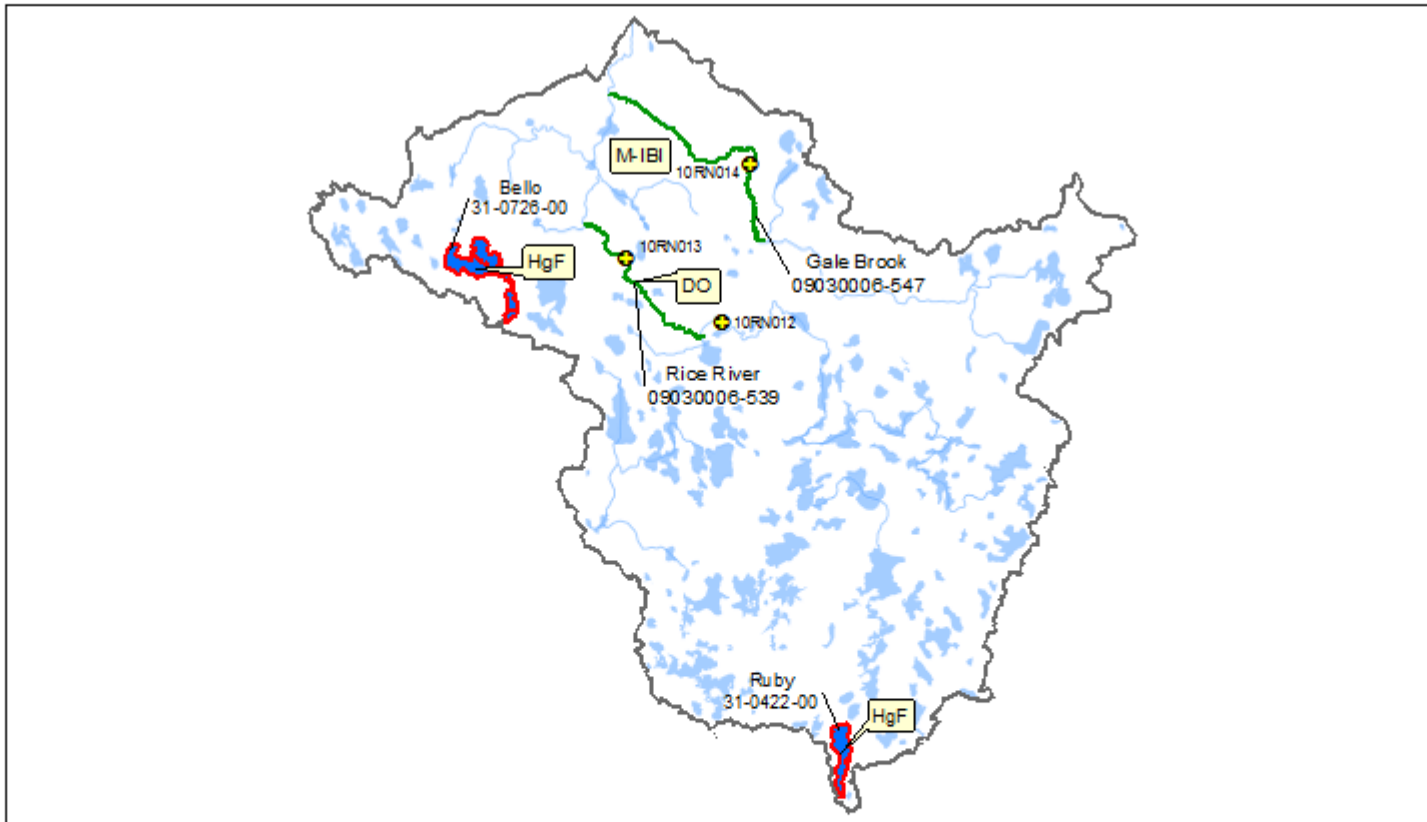 M-IBI
10RN014
Bello
31-0726-00
10RN013
HgF
Gale Brook
09030006-547
DO
10RN012
Rice River
09030006-539
Ruby
31-0422-00
HgF